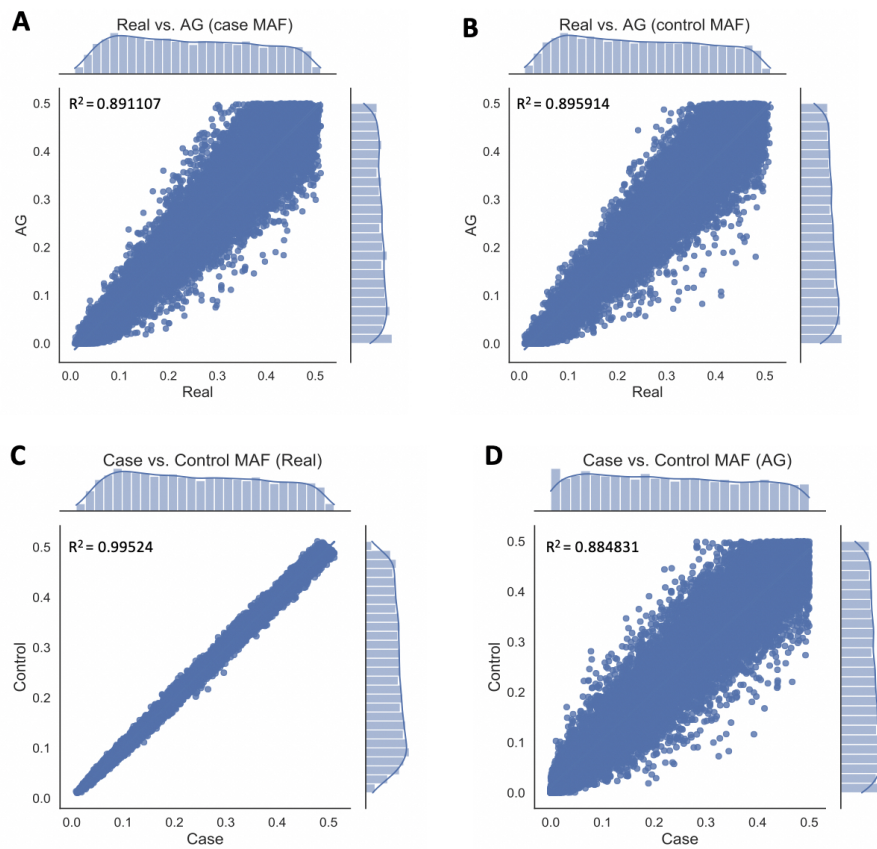 A
Real vs. AG (case MAF)
R² = 0.891107
0.5
0.4
0.3
0.2
0.1
0.0
AG
0.0 0.1 0.2 0.3 0.4 0.5
Real
B
Real vs. AG (control MAF)
R² = 0.895914
0.5
0.4
0.3
0.2
0.1
0.0
AG
0.0 0.1 0.2 0.3 0.4 0.5
Real
C
Case vs. Control MAF (Real)
R² = 0.99524
0.5
0.4
0.3
0.2
0.1
0.0
Control
0.0 0.1 0.2 0.3 0.4 0.5
Case
D
Case vs. Control MAF (AG)
R² = 0.884831
0.5
0.4
0.3
0.2
0.1
0.0
Control
0.0 0.1 0.2 0.3 0.4 0.5
Case